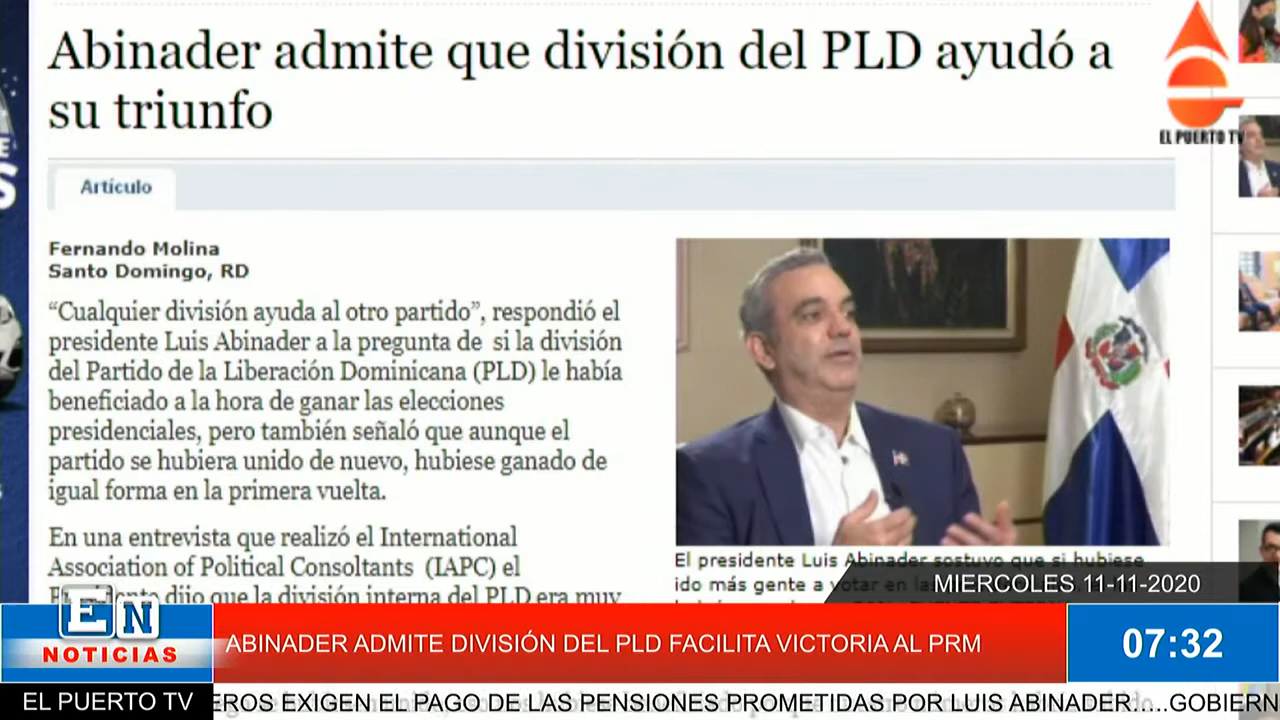 Abinader admite que división del PLD ayudó a
su triunfo
EL PUERTO TV
Artículo
Fernando Molina
Santo Domingo, RD
“Cualquier división ayuda al otro partido”, respondió el
presidente Luis Abinader a la pregunta de si la división
del Partido de la Liberación Dominicana (PLD) le había
beneficiado a la hora de ganar las elecciones
presidenciales, pero también señaló que aunque el
partido se hubiera unido de nuevo, hubiese ganado de
igual forma en la primera vuelta.
En una entrevista que realizó el International
Association of Political Consultants (IAPC) el
Presidente dijo que la división interna del PLD era muy
El presidente Luis Abinader sostuvo que si hubiese
ido más gente a votar en las
MIERCOLES 11-11-2020
EN
NOTICIAS
ABINADER ADMITE DIVISIÓN DEL PLD FACILITA VICTORIA AL PRM
07:32
EL PUERTO TV
EROS EXIGEN EL PAGO DE LAS PENSIONES PROMETIDAS POR LUIS ABINADER.....GOBIERN